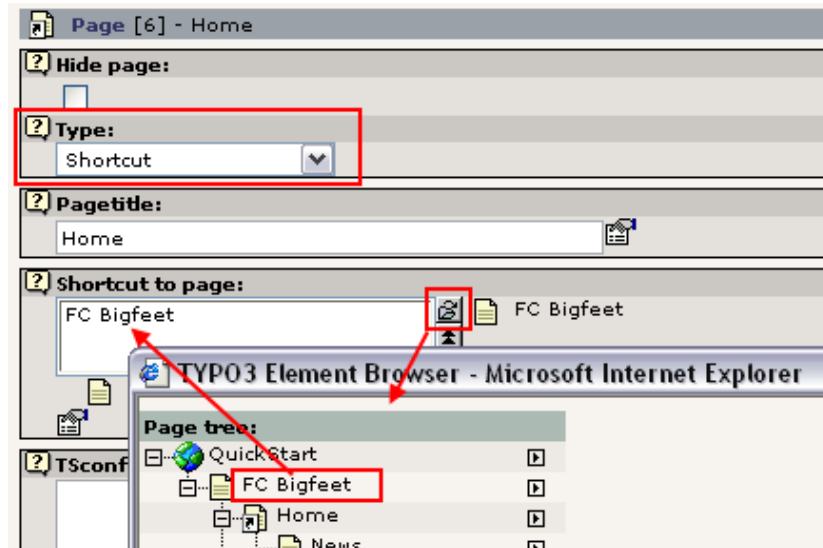 Page [6] - Home
Hide page:
Type:
Shortcut
Pagetitle:
Home
Shortcut to page:
FC Bigfeet
FC Bigfeet
TYPO3 Element Browser - Microsoft Internet Explorer
Page tree:
QuickStart
TSconf
FC Bigfeet
Home
News